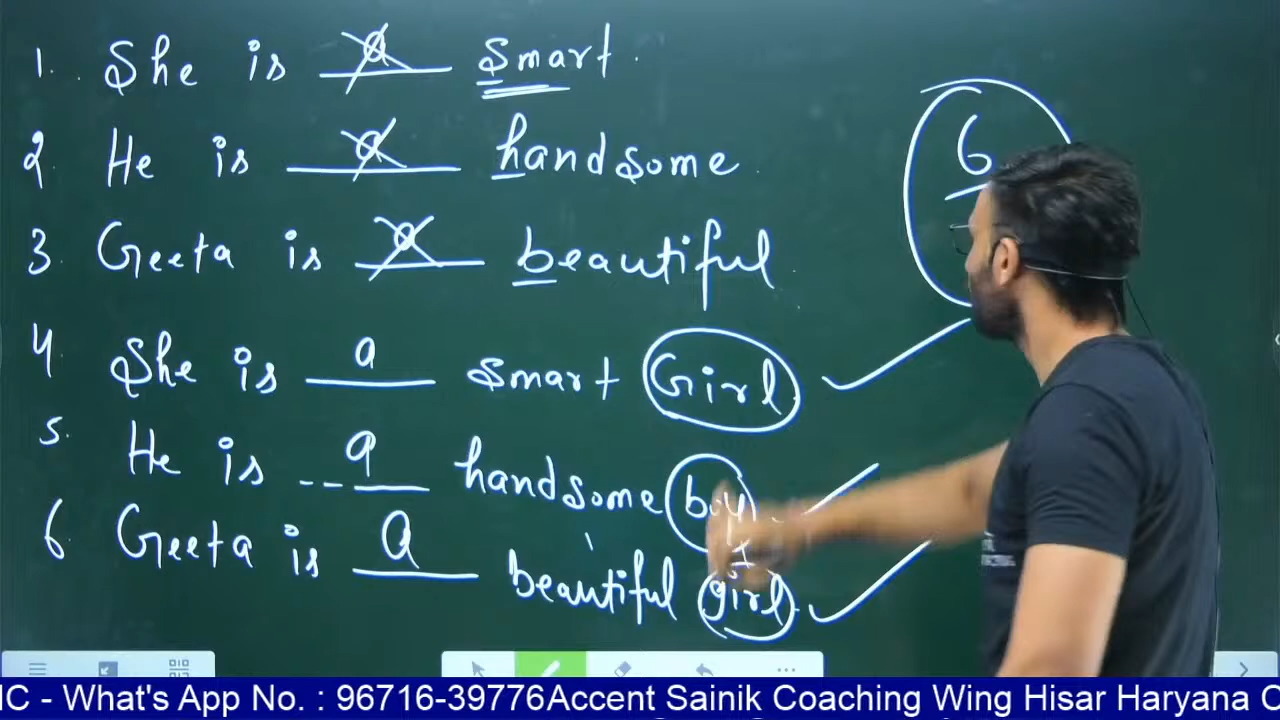 1. She is a smart.
2 He is a handsome.
6
3. Geeta is a beautiful.
4. She is a smart Girl.
5. He is a handsome boy
6 Geeta is a beautiful girl.
IC - What's App No. : 96716-39776Accent Sainik Coaching Wing Hisar Haryana C